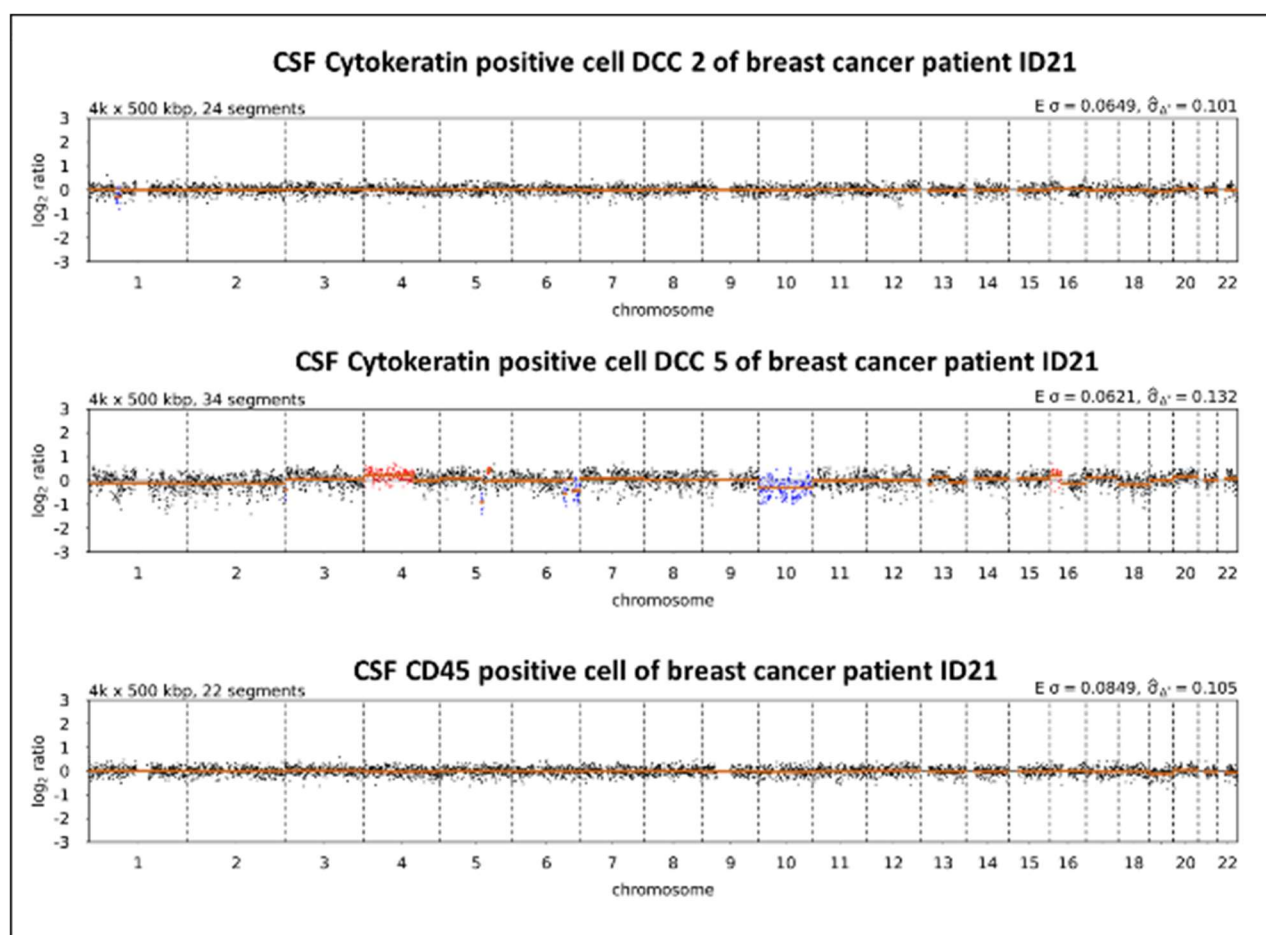 CSF Cytokeratin positive cell DCC 2 of breast cancer patient ID21
4k x 500 kbp, 24 segments E σ = 0.0649, σ̂Δ* = 0.101
3
2
1
0
-1
-2
-3
log₂ ratio
1 2 3 4 5 6 7 8 9 10 11 12 13 14 15 16 18 20 22
chromosome
CSF Cytokeratin positive cell DCC 5 of breast cancer patient ID21
4k x 500 kbp, 34 segments E σ = 0.0621, σ̂Δ* = 0.132
3
2
1
0
-1
-2
-3
log₂ ratio
1 2 3 4 5 6 7 8 9 10 11 12 13 14 15 16 18 20 22
chromosome
CSF CD45 positive cell of breast cancer patient ID21
4k x 500 kbp, 22 segments E σ = 0.0849, σ̂Δ* = 0.105
3
2
1
0
-1
-2
-3
log₂ ratio
1 2 3 4 5 6 7 8 9 10 11 12 13 14 15 16 18 20 22
chromosome